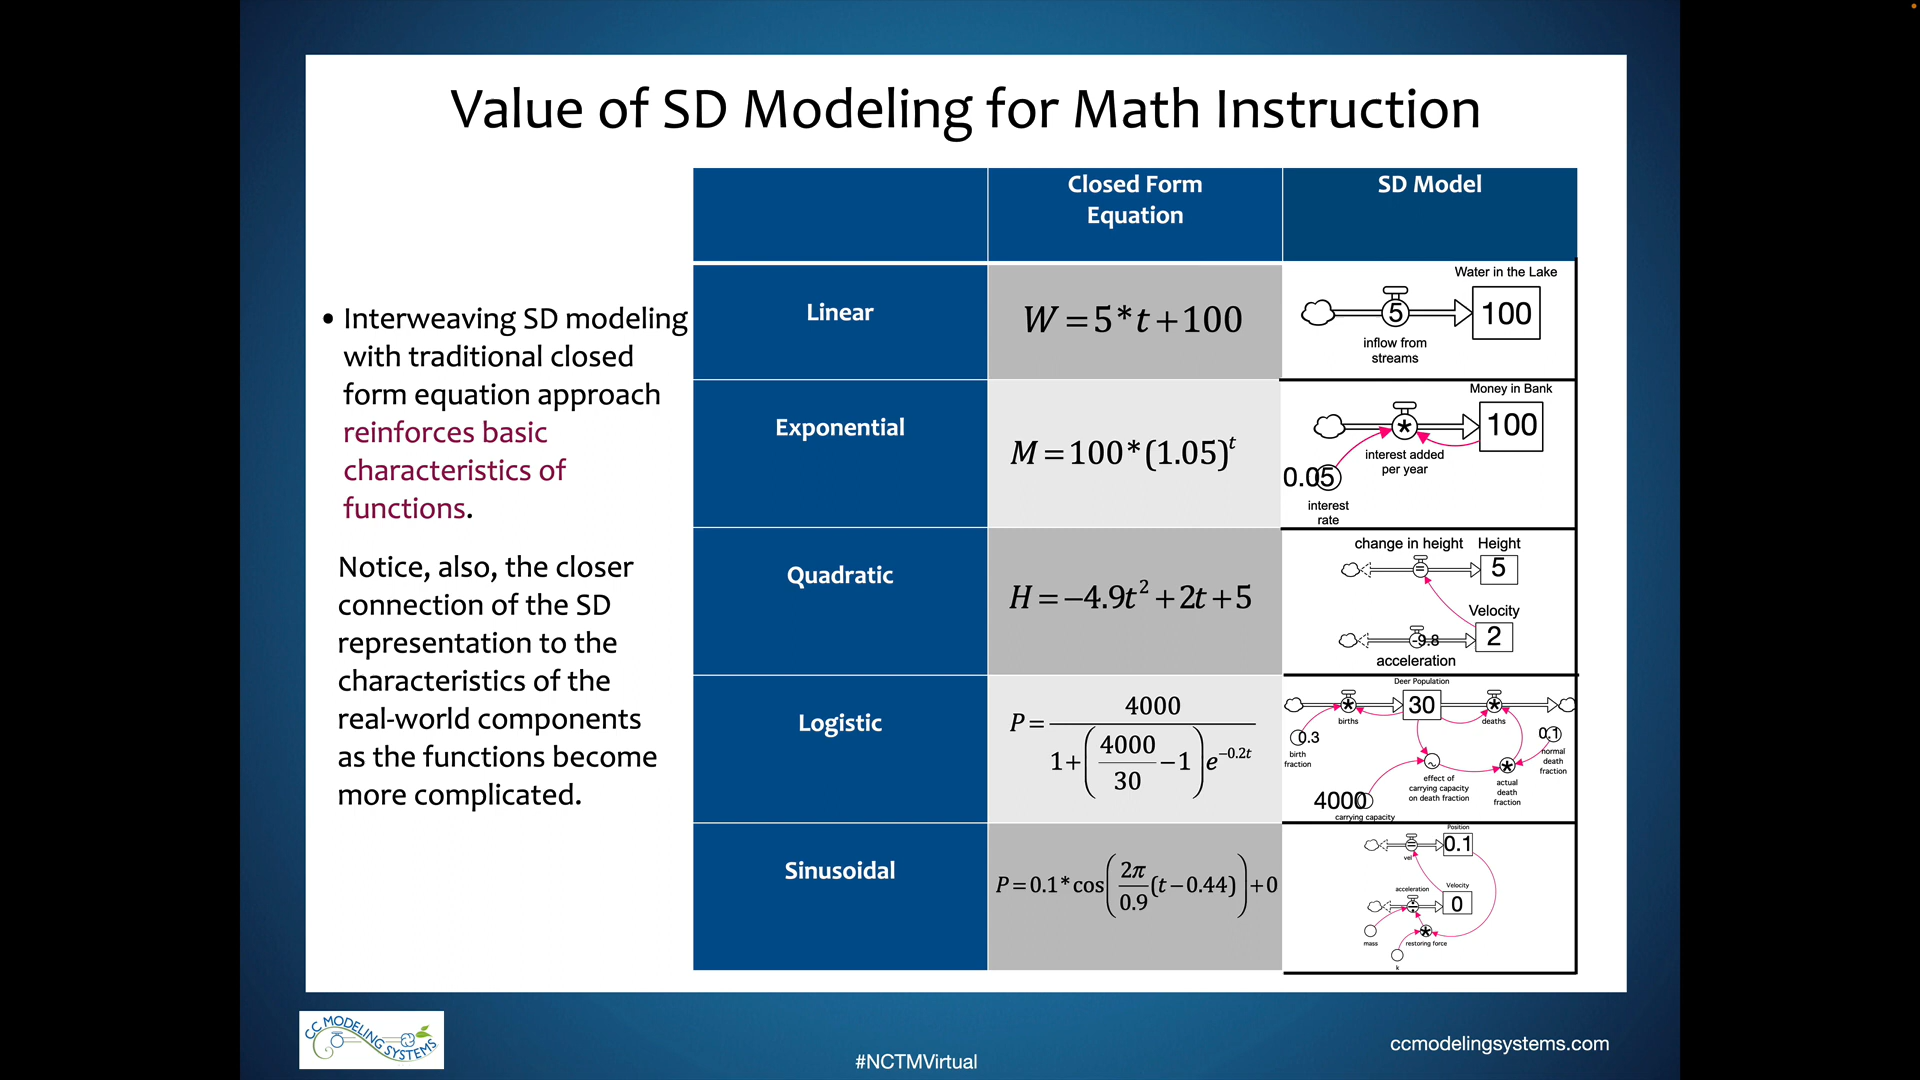 Value of SD Modeling for Math Instruction
• Interweaving SD modeling
with traditional closed
form equation approach
reinforces basic
characteristics of
functions.
Notice, also, the closer
connection of the SD
representation to the
characteristics of the
real-world components
as the functions become
more complicated.
Closed Form
Equation
SD Model
Linear
W=5*t+100
Water in the Lake
5
100
inflow from
streams
Exponential
M=100*(1.05)^t
Money in Bank
*
100
interest added
per year
0.05
interest
rate
Quadratic
H=−4.9t²+2t+5
change in height Height
=
5
Velocity
-9.8
2
acceleration
Logistic
P= 4000 / (1+(4000/30 −1)e^−0.2t)
Deer Population
* 30 *
births deaths
0.3
birth
fraction
0.1
normal
death
fraction
~
*
effect of
carrying capacity
on death fraction
actual
death
fraction
4000
carrying capacity
Sinusoidal
P=0.1*cos(2π/0.9 (t−0.44))+0
Position
=
0.1
vel
acceleration
Velocity
÷
0
mass
*
restoring force
k
CC MODELING SYSTEMS
#NCTMVirtual
ccmodelingsystems.com